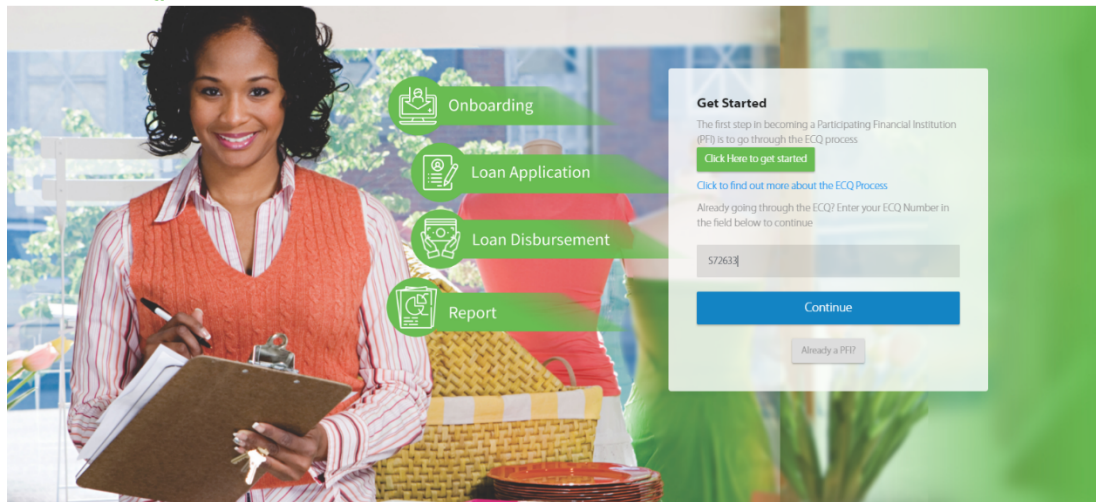 Onboarding
Loan Application
Loan Disbursement
Report
Get Started
The first step in becoming a Participating Financial Institution
(PFI) is to go through the ECQ process
Click Here to get started
Click to find out more about the ECQ Process
Already going through the ECQ? Enter your ECQ Number in
the field below to continue
S72633
Continue
Already a PFI?